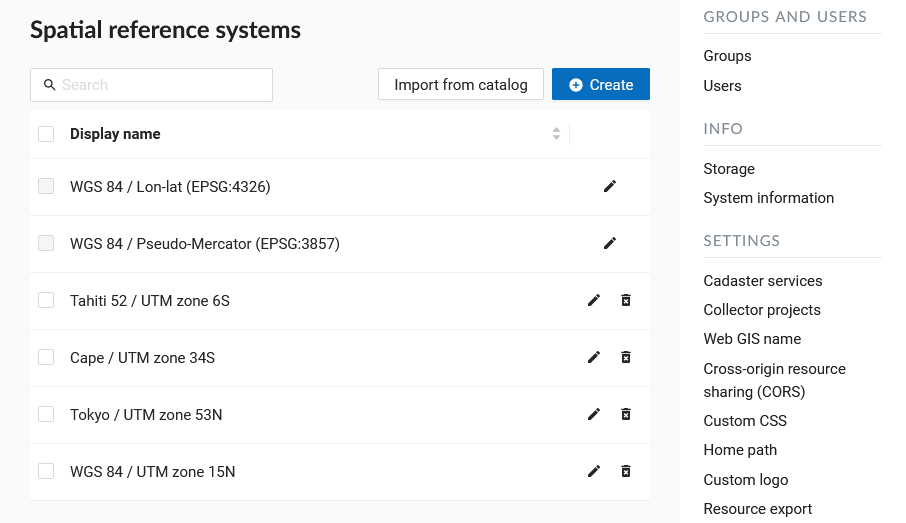 Spatial reference systems
Search
Import from catalog
Create
Display name
WGS 84 / Lon-lat (EPSG:4326)
WGS 84 / Pseudo-Mercator (EPSG:3857)
Tahiti 52 / UTM zone 6S
Cape / UTM zone 34S
Tokyo / UTM zone 53N
WGS 84 / UTM zone 15N
GROUPS AND USERS
Groups
Users
INFO
Storage
System information
SETTINGS
Cadaster services
Collector projects
Web GIS name
Cross-origin resource
sharing (CORS)
Custom CSS
Home path
Custom logo
Resource export